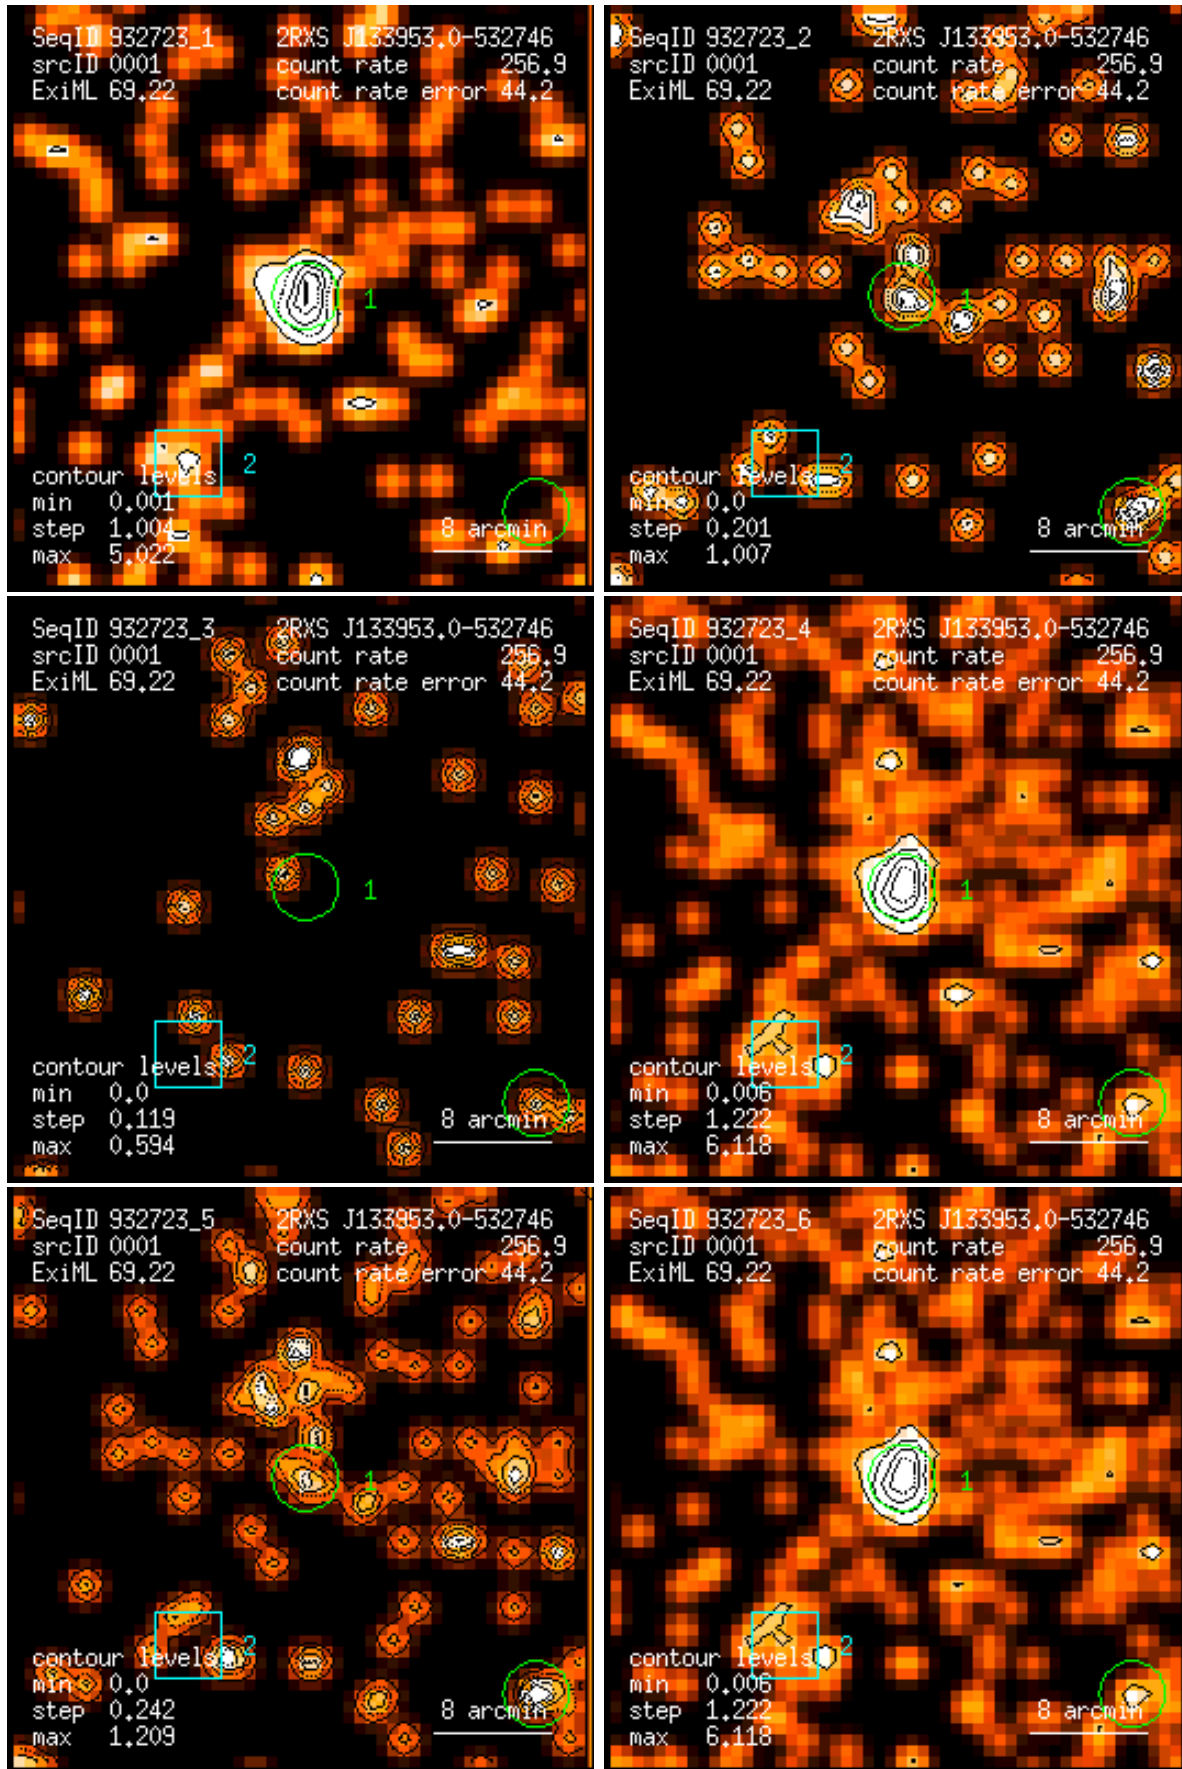 SeqID 932723_1 2RXS J133953.0-532746
srcID 0001 count rate 256.9
ExiML 69.22 count rate error 44.2
1
2
contour levels
min 0.001
step 1.004 8 arcmin
max 5.022
SeqID 932723_2 2RXS J133953.0-532746
srcID 0001 count rate 256.9
ExiML 69.22 count rate error 44.2
1
2
contour levels
min 0.0
step 0.201 8 arcmin
max 1.007
SeqID 932723_3 2RXS J133953.0-532746
srcID 0001 count rate 256.9
ExiML 69.22 count rate error 44.2
1
2
contour levels
min 0.0
step 0.119 8 arcmin
max 0.594
SeqID 932723_4 2RXS J133953.0-532746
srcID 0001 count rate 256.9
ExiML 69.22 count rate error 44.2
1
2
contour levels
min 0.006
step 1.222 8 arcmin
max 6.118
SeqID 932723_5 2RXS J133953.0-532746
srcID 0001 count rate 256.9
ExiML 69.22 count rate error 44.2
1
2
contour levels
min 0.0
step 0.242 8 arcmin
max 1.209
SeqID 932723_6 2RXS J133953.0-532746
srcID 0001 count rate 256.9
ExiML 69.22 count rate error 44.2
1
2
contour levels
min 0.006
step 1.222 8 arcmin
max 6.118